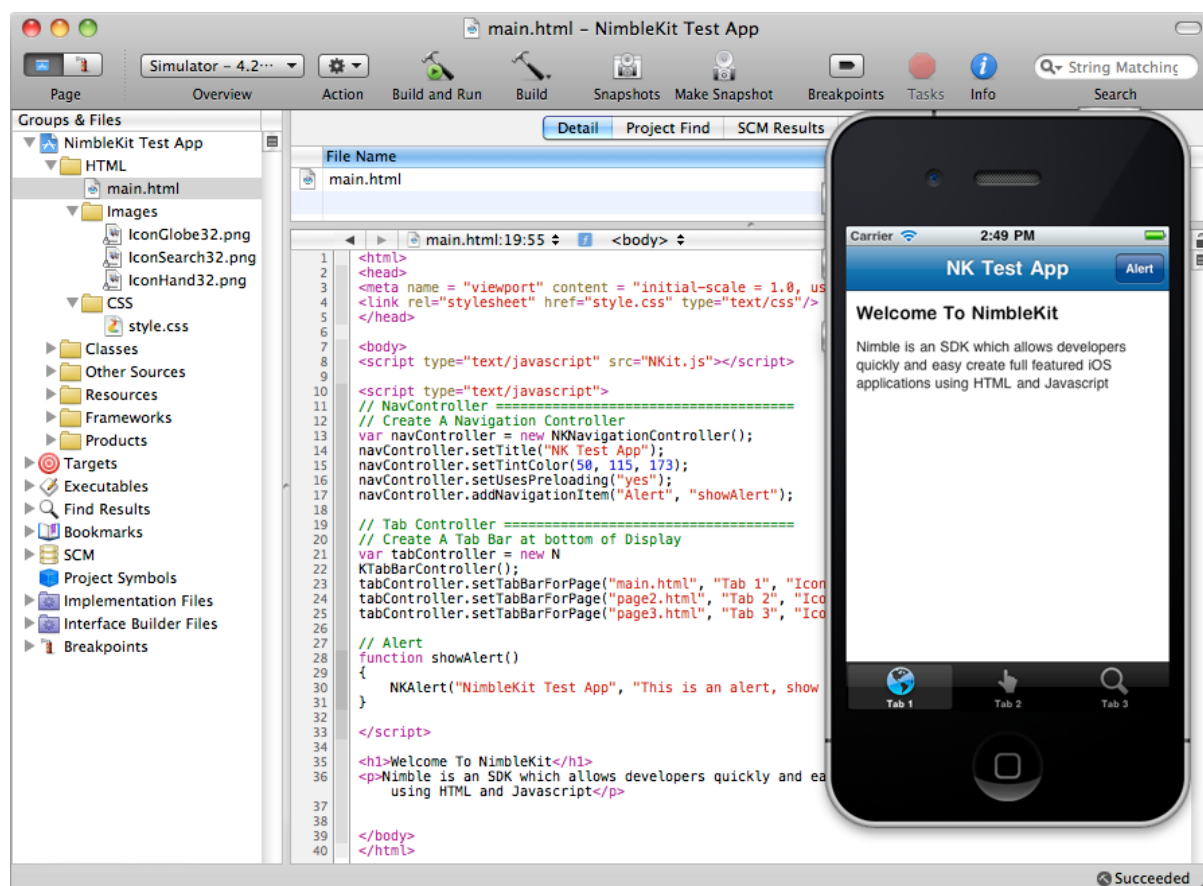 main.html – NimbleKit Test App
Simulator – 4.2···
String Matching
Page
Overview
Action
Build and Run
Build
Snapshots
Make Snapshot
Breakpoints
Tasks
Info
Search
Groups & Files
NimbleKit Test App
HTML
main.html
Images
IconGlobe32.png
IconSearch32.png
IconHand32.png
CSS
style.css
Classes
Other Sources
Resources
Frameworks
Products
Targets
Executables
Find Results
Bookmarks
SCM
Project Symbols
Implementation Files
Interface Builder Files
Breakpoints
Detail
Project Find
SCM Results
File Name
main.html
main.html:19:55
<body>
1 <html>
2 <head>
3 <meta name = "viewport" content = "initial-scale = 1.0, us
4 <link rel="stylesheet" href="style.css" type="text/css"/>
5 </head>
6
7 <body>
8 <script type="text/javascript" src="NKit.js"></script>
9
10 <script type="text/javascript">
11 // NavController =====================================
12 // Create A Navigation Controller
13 var navController = new NKNavigationController();
14 navController.setTitle("NK Test App");
15 navController.setTintColor(50, 115, 173);
16 navController.setUsesPreloading("yes");
17 navController.addNavigationItem("Alert", "showAlert");
18
19 // Tab Controller ====================================
20 // Create A Tab Bar at bottom of Display
21 var tabController = new N
22 KTabBarController();
23 tabController.setTabBarForPage("main.html", "Tab 1", "Icon
24 tabController.setTabBarForPage("page2.html", "Tab 2", "Ico
25 tabController.setTabBarForPage("page3.html", "Tab 3", "Ico
26
27 // Alert
28 function showAlert()
29 {
30 NKAlert("NimbleKit Test App", "This is an alert, show
31 }
32
33 </script>
34
35 <h1>Welcome To NimbleKit</h1>
36 <p>Nimble is an SDK which allows developers quickly and ea
using HTML and Javascript</p>
37
38
39 </body>
40 </html>
Carrier
2:49 PM
NK Test App
Alert
Welcome To NimbleKit
Nimble is an SDK which allows developers
quickly and easy create full featured iOS
applications using HTML and Javascript
Tab 1
Tab 2
Tab 3
Succeeded